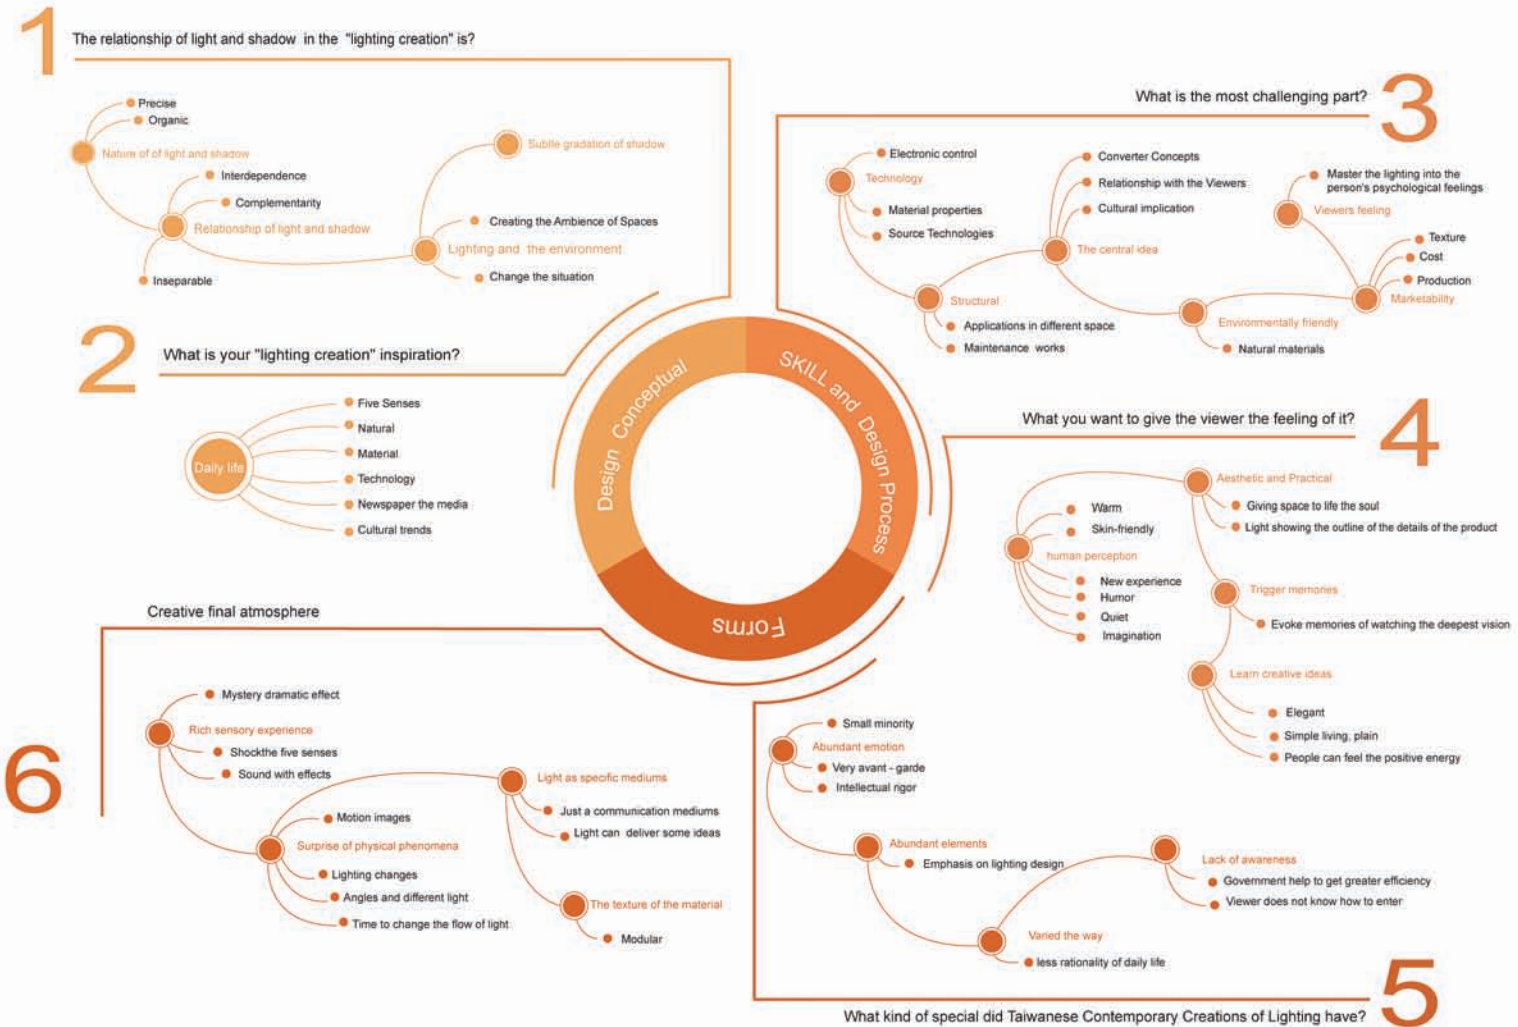 1
The relationship of light and shadow in the "lighting creation" is?
Precise
Organic
Nature of of light and shadow
Interdependence
Complementarity
Relationship of light and shadow
Inseparable
Subtle gradation of shadow
Creating the Ambience of Spaces
Lighting and the environment
Change the situation
2
What is your "lighting creation" inspiration?
Daily life
Five Senses
Natural
Material
Technology
Newspaper the media
Cultural trends
Design Conceptual
SKILL and Design Process
Forms
3
What is the most challenging part?
Electronic control
Technology
Material properties
Source Technologies
Structural
Applications in different space
Maintenance works
Converter Concepts
Relationship with the Viewers
Cultural implication
The central idea
Environmentally friendly
Natural materials
Master the lighting into the
person's psychological feelings
Viewers feeling
Texture
Cost
Production
Marketability
4
What you want to give the viewer the feeling of it?
Warm
Skin-friendly
human perception
New experience
Humor
Quiet
Imagination
Aesthetic and Practical
Giving space to life the soul
Light showing the outline of the details of the product
Trigger memories
Evoke memories of watching the deepest vision
Learn creative ideas
Elegant
Simple living, plain
People can feel the positive energy
Creative final atmosphere
6
Mystery dramatic effect
Rich sensory experience
Shockthe five senses
Sound with effects
Motion images
Surprise of physical phenomena
Lighting changes
Angles and different light
Time to change the flow of light
Light as specific mediums
Just a communication mediums
Light can deliver some ideas
The texture of the material
Modular
Small minority
Abundant emotion
Very avant - garde
Intellectual rigor
Abundant elements
Emphasis on lighting design
Varied the way
less rationality of daily life
Lack of awareness
Government help to get greater efficiency
Viewer does not know how to enter
5
What kind of special did Taiwanese Contemporary Creations of Lighting have?